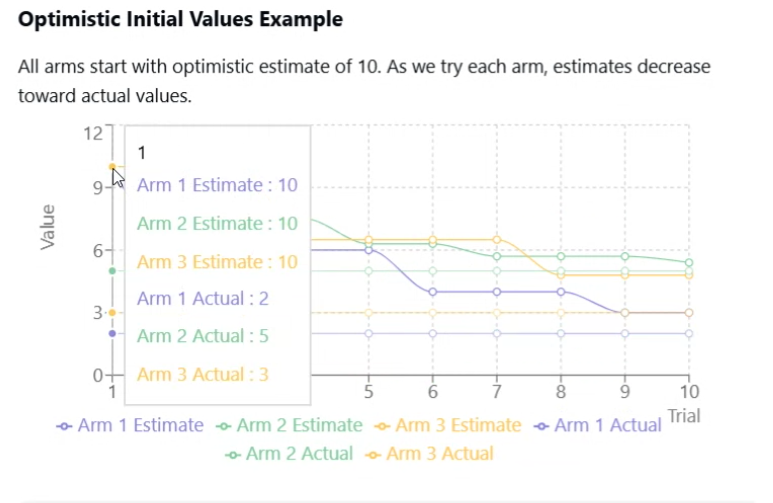 Optimistic Initial Values Example
All arms start with optimistic estimate of 10. As we try each arm, estimates decrease
toward actual values.
12
9
6
3
0
Value
1
Arm 1 Estimate : 10
Arm 2 Estimate : 10
Arm 3 Estimate : 10
Arm 1 Actual : 2
Arm 2 Actual : 5
Arm 3 Actual : 3
1 5 6 7 8 9 10
Trial
Arm 1 Estimate Arm 2 Estimate Arm 3 Estimate Arm 1 Actual
Arm 2 Actual Arm 3 Actual